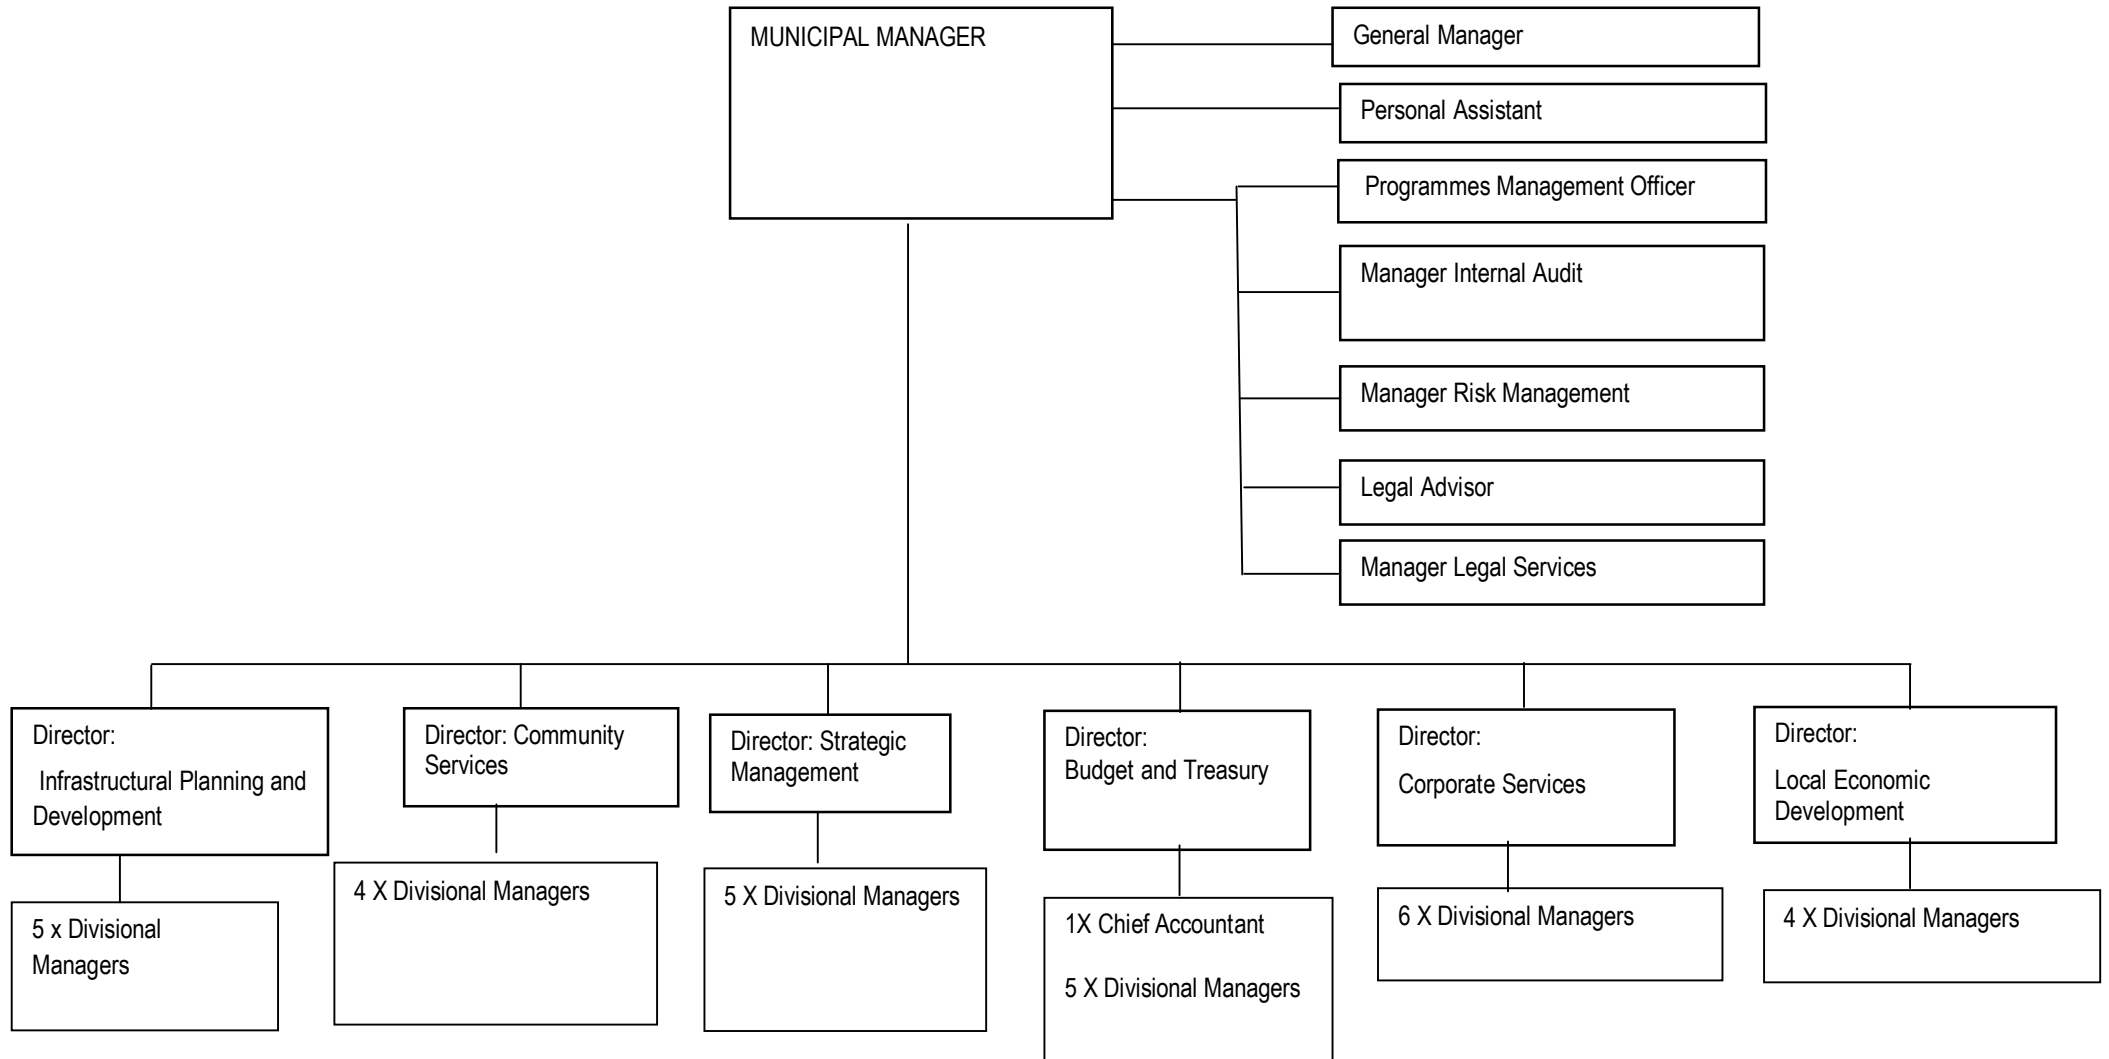 MUNICIPAL MANAGER
General Manager
Personal Assistant
Programmes Management Officer
Manager Internal Audit
Manager Risk Management
Legal Advisor
Manager Legal Services
Director:
Infrastructural Planning and
Development
Director: Community
Services
Director: Strategic
Management
Director:
Budget and Treasury
Director:
Corporate Services
Director:
Local Economic
Development
5 x Divisional
Managers
4 X Divisional Managers
5 X Divisional Managers
1X Chief Accountant
5 X Divisional Managers
6 X Divisional Managers
4 X Divisional Managers